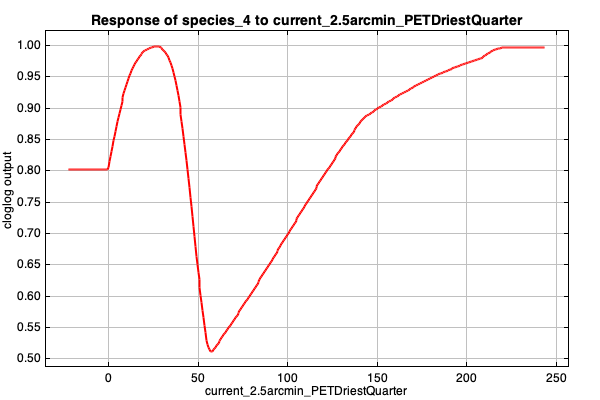 Response of species_4 to current_2.5arcmin_PETDriestQuarter
1.00
0.95
0.90
0.85
0.80
0.75
0.70
0.65
0.60
0.55
0.50
cloglog output
0 50 100 150 200 250
current_2.5arcmin_PETDriestQuarter